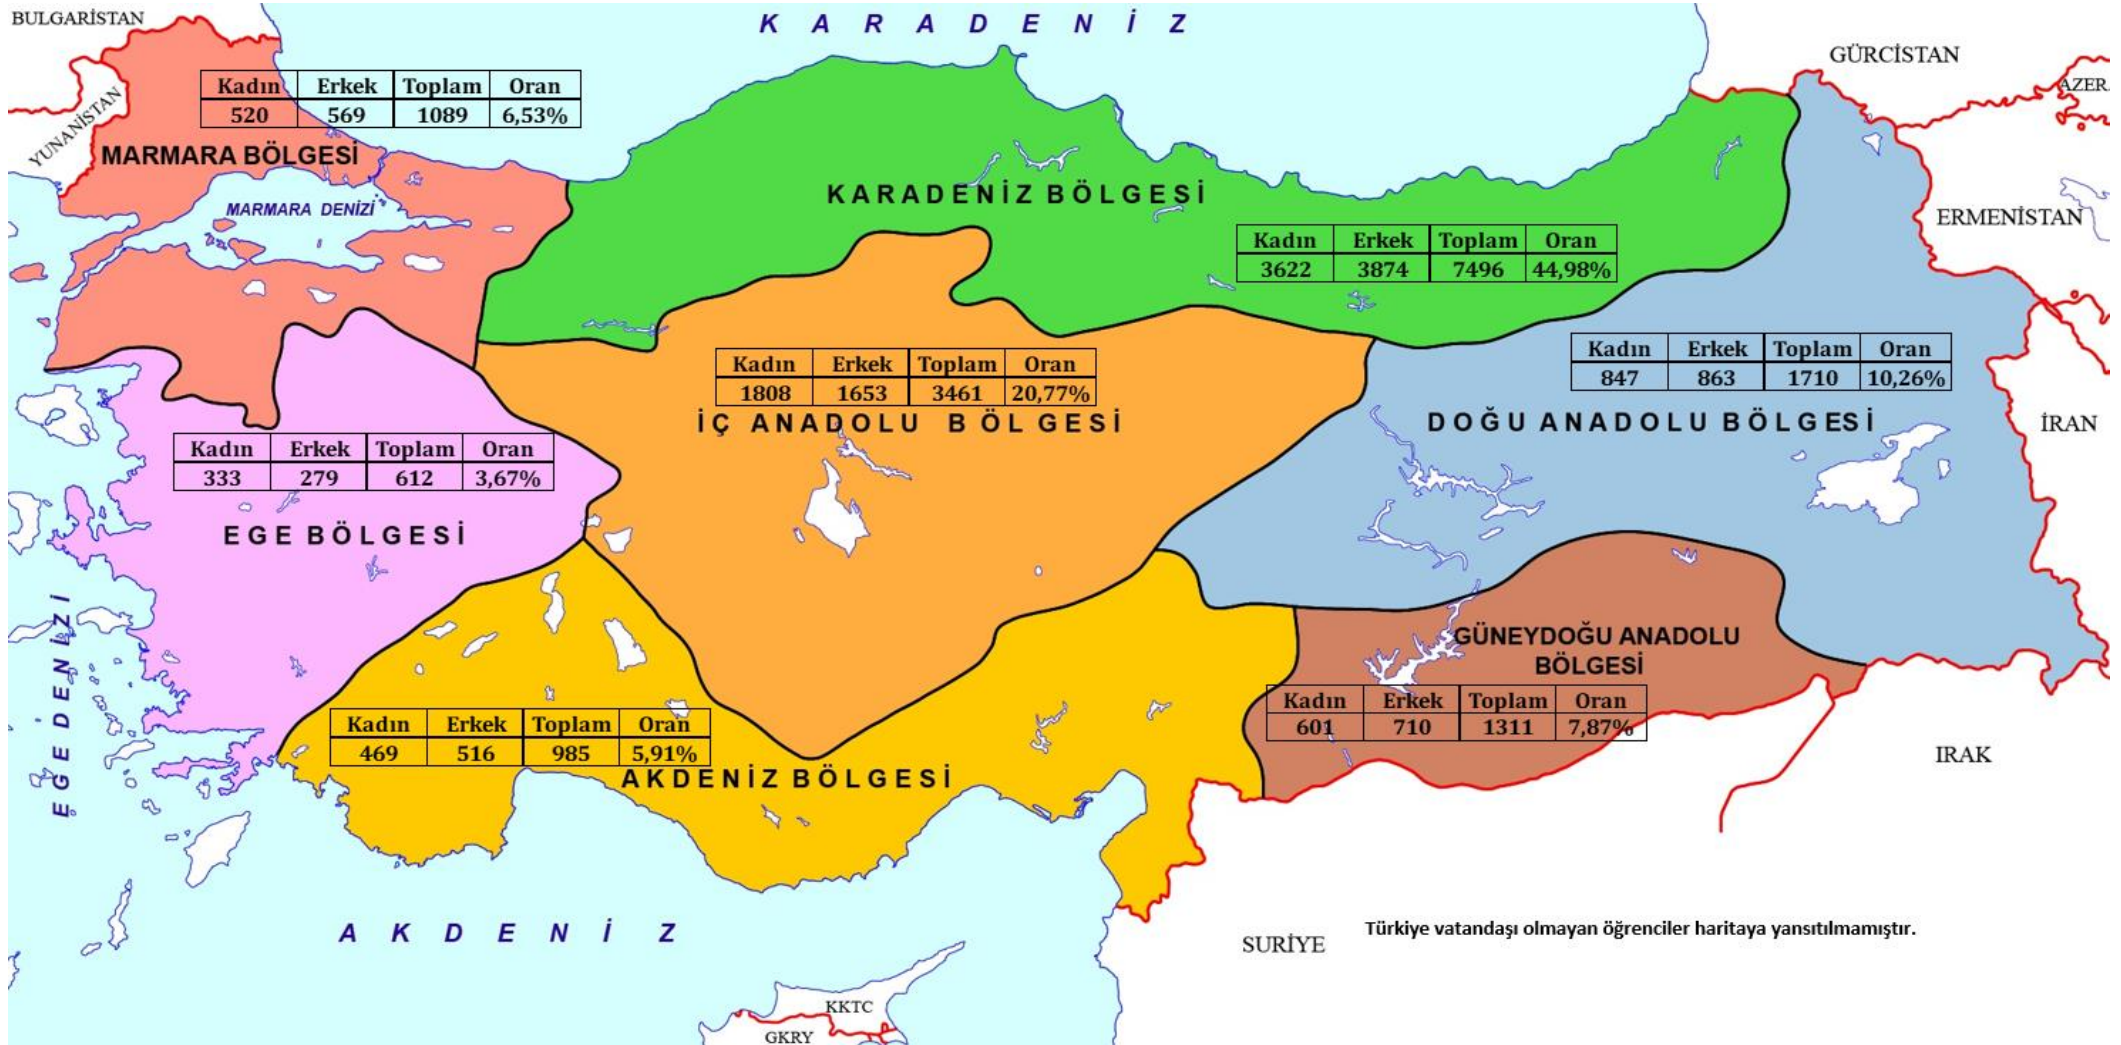 BULGARİSTAN
K A R A D E N İ Z
GÜRCİSTAN
AZER.
YUNANİSTAN
Kadın Erkek Toplam Oran
520 569 1089 6,53%
MARMARA BÖLGESİ
MARMARA DENİZİ
KARADENİZ BÖLGESİ
ERMENİSTAN
Kadın Erkek Toplam Oran
3622 3874 7496 44,98%
Kadın Erkek Toplam Oran
1808 1653 3461 20,77%
İÇ ANADOLU BÖLGESİ
Kadın Erkek Toplam Oran
847 863 1710 10,26%
DOĞU ANADOLU BÖLGESİ
İRAN
Kadın Erkek Toplam Oran
333 279 612 3,67%
EGE BÖLGESİ
EGE DENİZİ
GÜNEYDOĞU ANADOLU
BÖLGESİ
Kadın Erkek Toplam Oran
601 710 1311 7,87%
Kadın Erkek Toplam Oran
469 516 985 5,91%
AKDENİZ BÖLGESİ
IRAK
A K D E N İ Z
SURİYE
Türkiye vatandaşı olmayan öğrenciler haritaya yansıtılmamıştır.
KKTC
GKRY